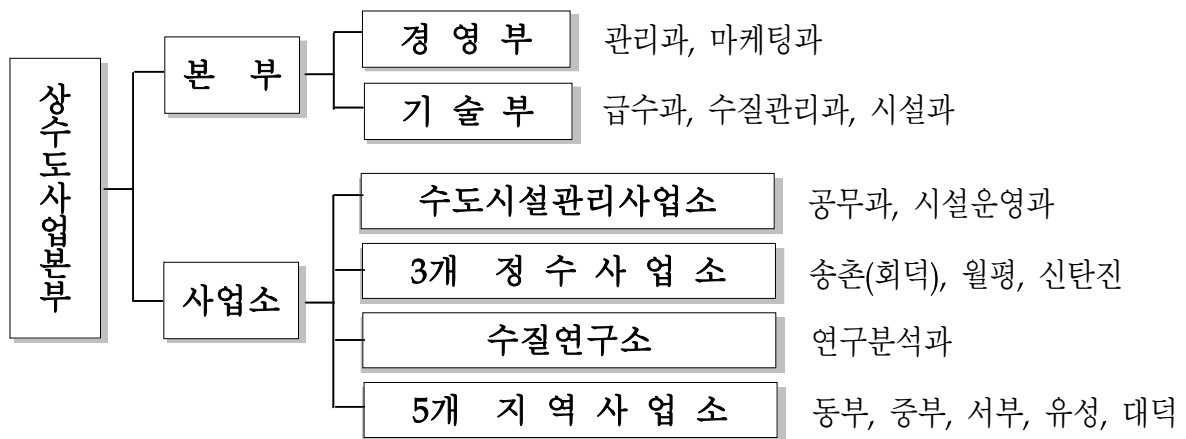 상수도사업본부
본 부
경 영 부 관리과, 마케팅과
기 술 부 급수과, 수질관리과, 시설과
사업소
수도시설관리사업소 공무과, 시설운영과
3개 정 수 사 업 소 송촌(회덕), 월평, 신탄진
수질연구소 연구분석과
5개 지 역 사 업 소 동부, 중부, 서부, 유성, 대덕